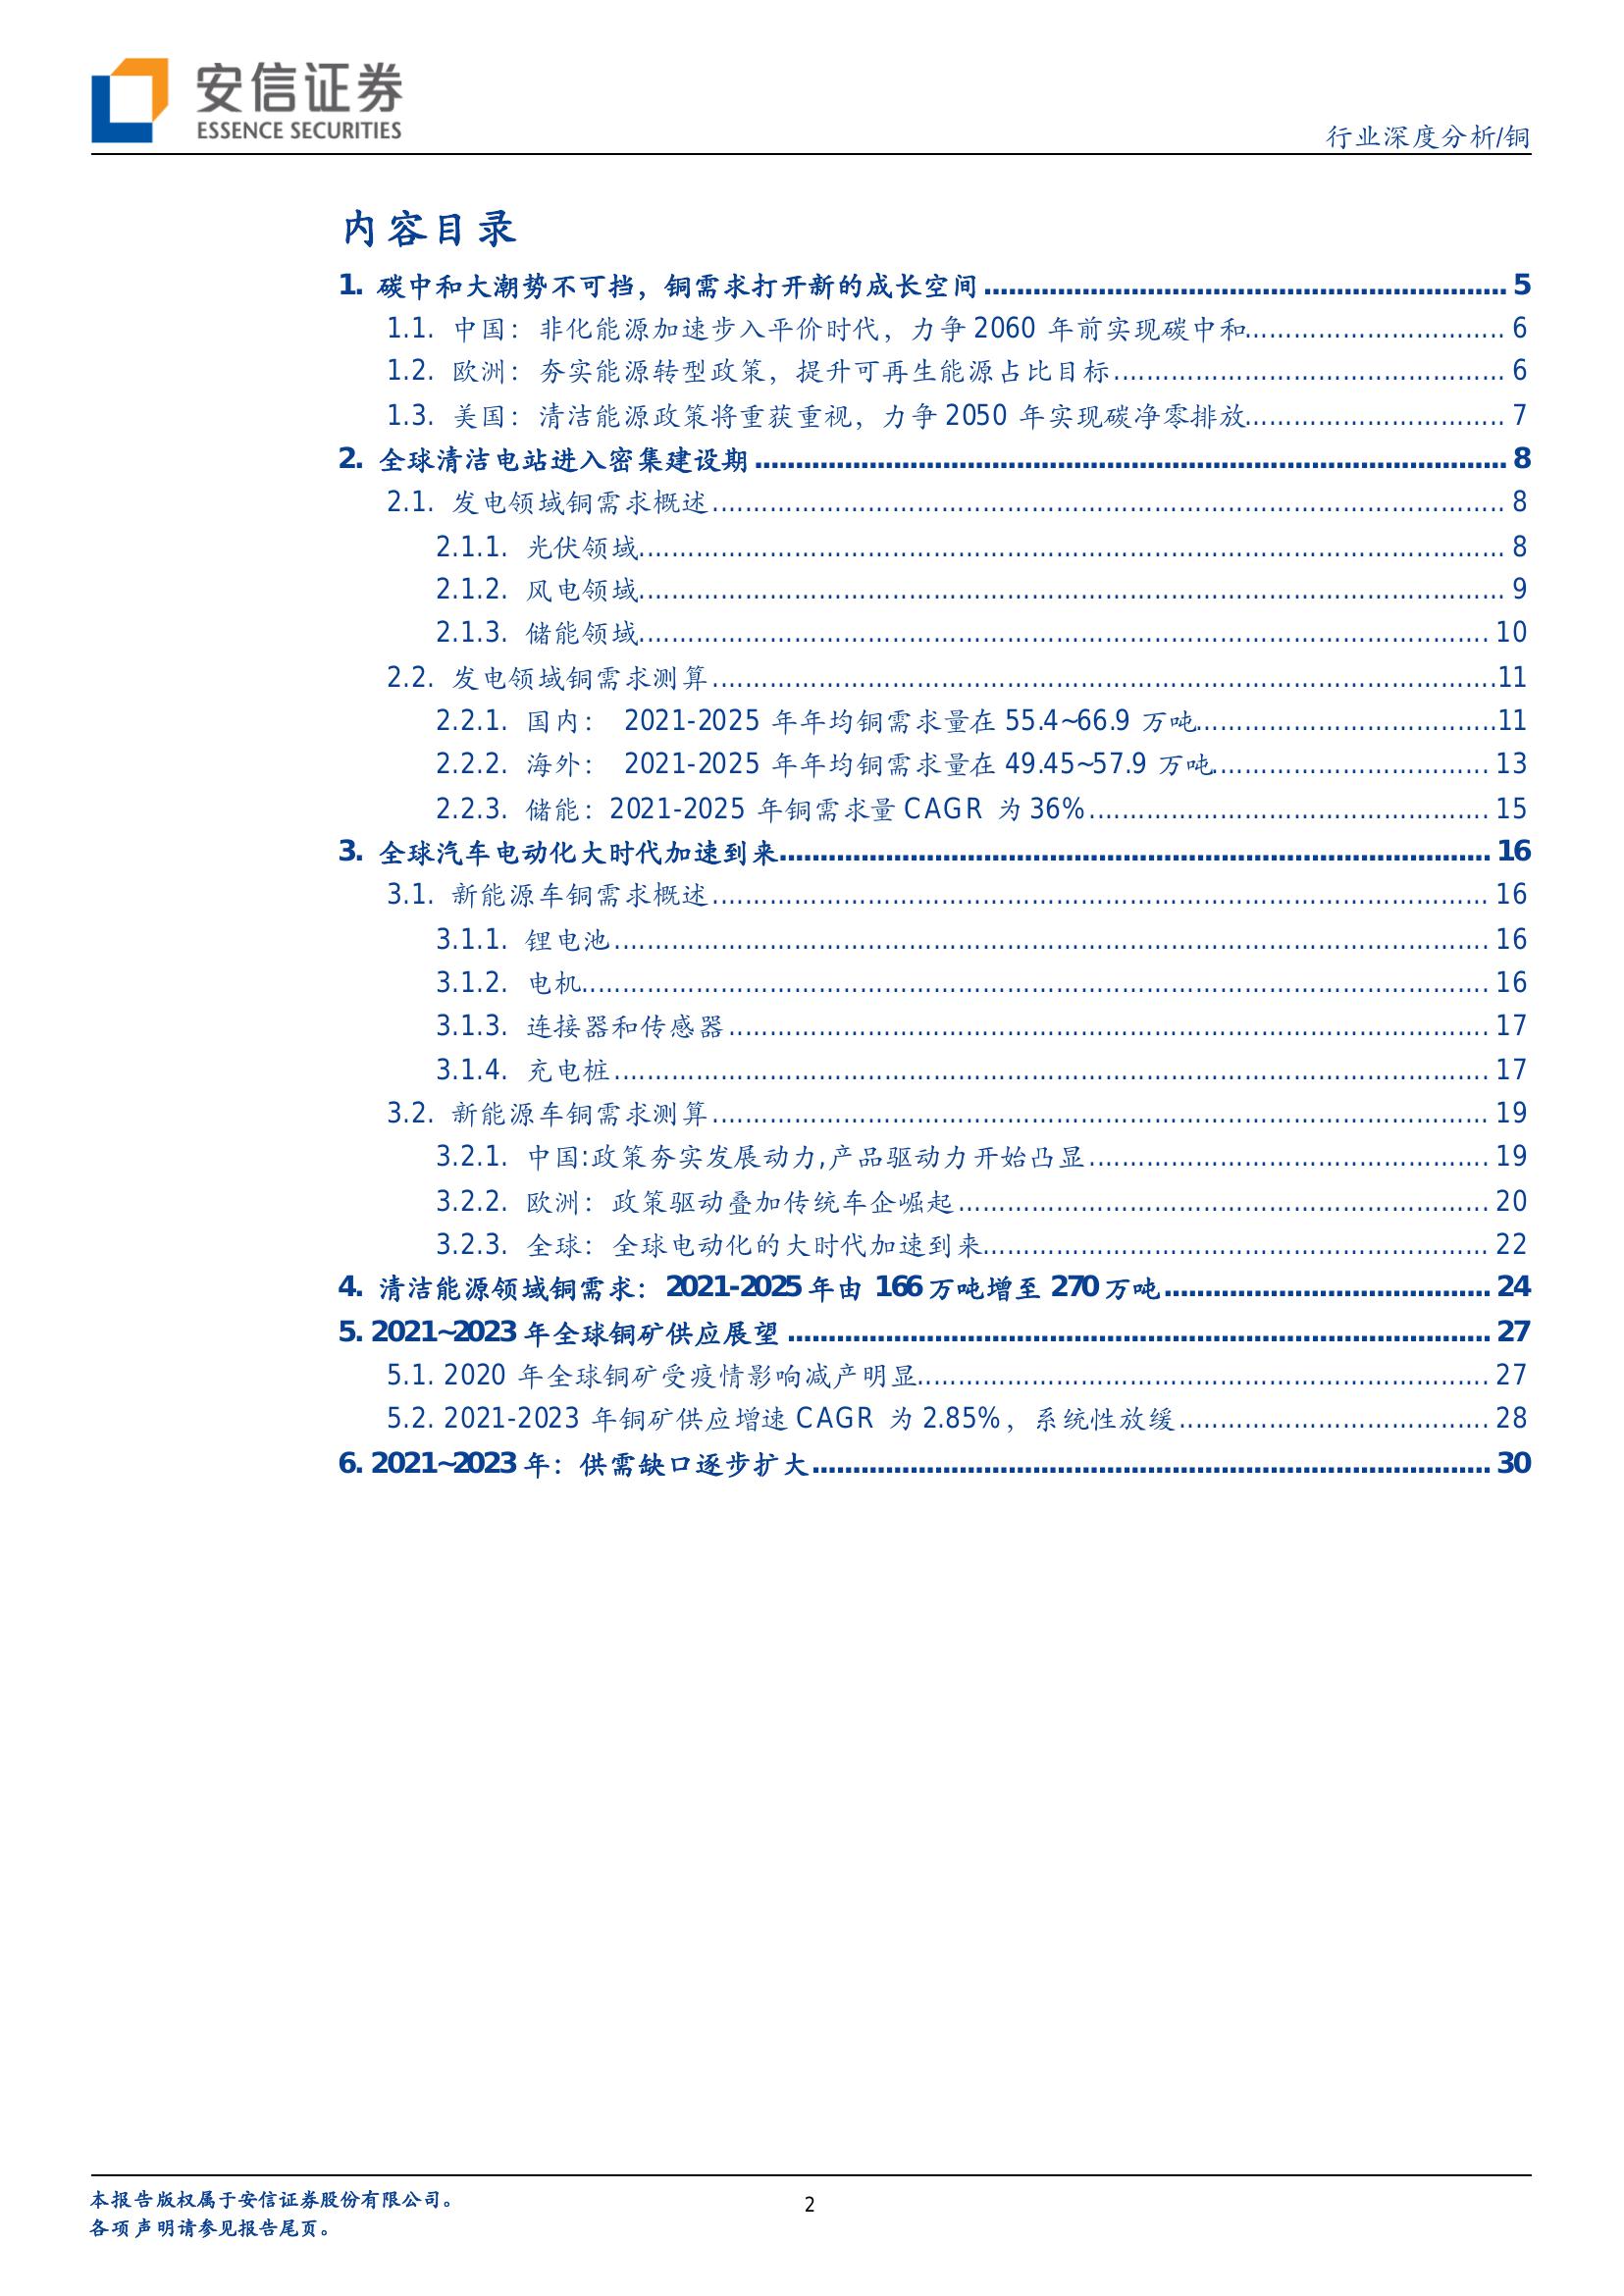 安信证券
ESSENCE SECURITIES
行业深度分析/铜
内容目录
1. 碳中和大潮势不可挡，铜需求打开新的成长空间 5
1.1. 中国：非化能源加速步入平价时代，力争 2060 年前实现碳中和 6
1.2. 欧洲：夯实能源转型政策，提升可再生能源占比目标 6
1.3. 美国：清洁能源政策将重获重视，力争 2050 年实现碳净零排放 7
2. 全球清洁电站进入密集建设期 8
2.1. 发电领域铜需求概述 8
2.1.1. 光伏领域 8
2.1.2. 风电领域 9
2.1.3. 储能领域 10
2.2. 发电领域铜需求测算 11
2.2.1. 国内： 2021-2025 年年均铜需求量在 55.4~66.9 万吨 11
2.2.2. 海外： 2021-2025 年年均铜需求量在 49.45~57.9 万吨 13
2.2.3. 储能：2021-2025 年铜需求量 CAGR 为 36% 15
3. 全球汽车电动化大时代加速到来 16
3.1. 新能源车铜需求概述 16
3.1.1. 锂电池 16
3.1.2. 电机 16
3.1.3. 连接器和传感器 17
3.1.4. 充电桩 17
3.2. 新能源车铜需求测算 19
3.2.1. 中国:政策夯实发展动力,产品驱动力开始凸显 19
3.2.2. 欧洲：政策驱动叠加传统车企崛起 20
3.2.3. 全球：全球电动化的大时代加速到来 22
4. 清洁能源领域铜需求：2021-2025 年由 166 万吨增至 270 万吨 24
5. 2021~2023 年全球铜矿供应展望 27
5.1. 2020 年全球铜矿受疫情影响减产明显 27
5.2. 2021-2023 年铜矿供应增速 CAGR 为 2.85%，系统性放缓 28
6. 2021~2023 年：供需缺口逐步扩大 30
本报告版权属于安信证券股份有限公司。
各项声明请参见报告尾页。
2